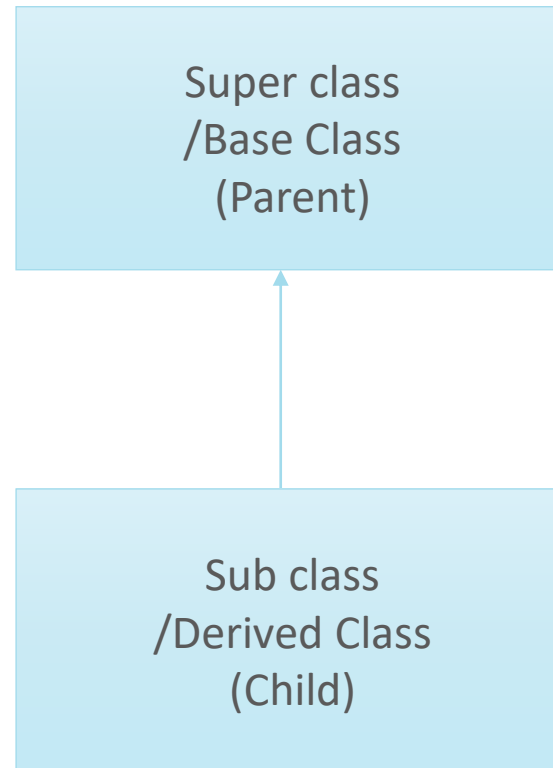 Super class
/Base Class
(Parent)
Sub class
/Derived Class
(Child)